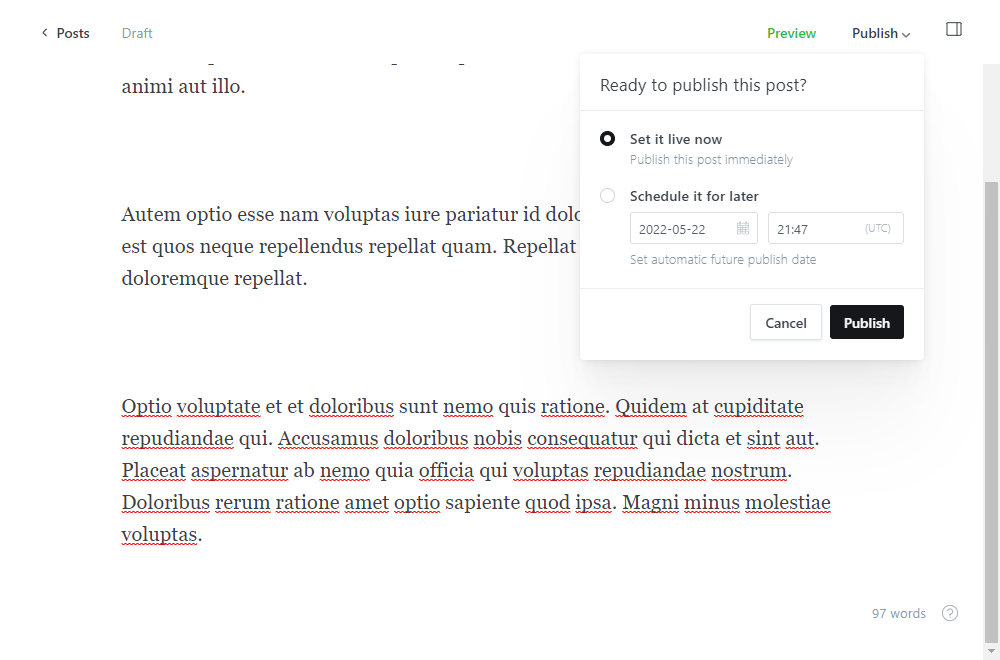 Posts
Draft
Preview
Publish
animi aut illo.
Ready to publish this post?
Set it live now
Publish this post immediately
Schedule it for later
2022-05-22
21:47
(UTC)
Set automatic future publish date
Cancel
Publish
Autem optio esse nam voluptas iure pariatur id
est quos neque repellendus repellat quam. Repellat
doloremque repellat.
Optio voluptate et et doloribus sunt nemo quis ratione. Quidem at cupiditate
repudiandae qui. Accusamus doloribus nobis consequatur qui dicta et sint aut.
Placeat aspernatur ab nemo quia officia qui voluptas repudiandae nostrum.
Doloribus rerum ratione amet optio sapiente quod ipsa. Magni minus molestiae
voluptas.
97 words
?